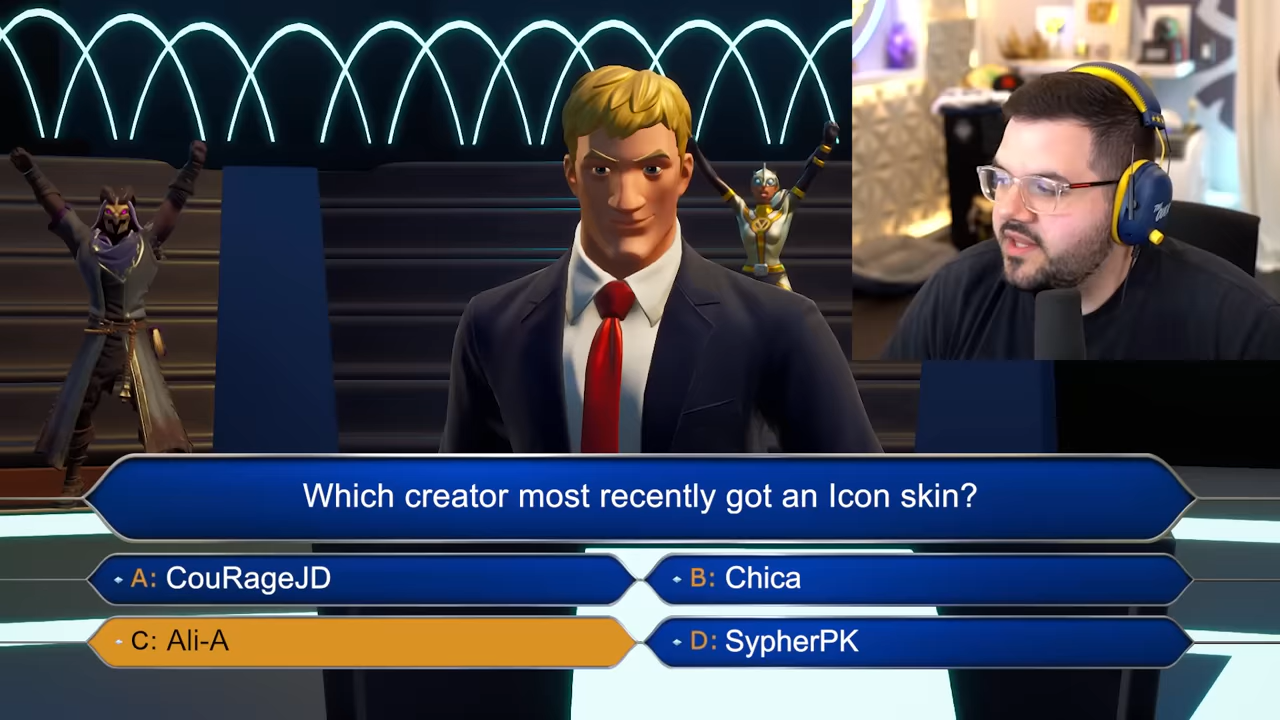 Which creator most recently got an Icon skin?
A: CouRageJD
B: Chica
C: Ali-A
D: SypherPK